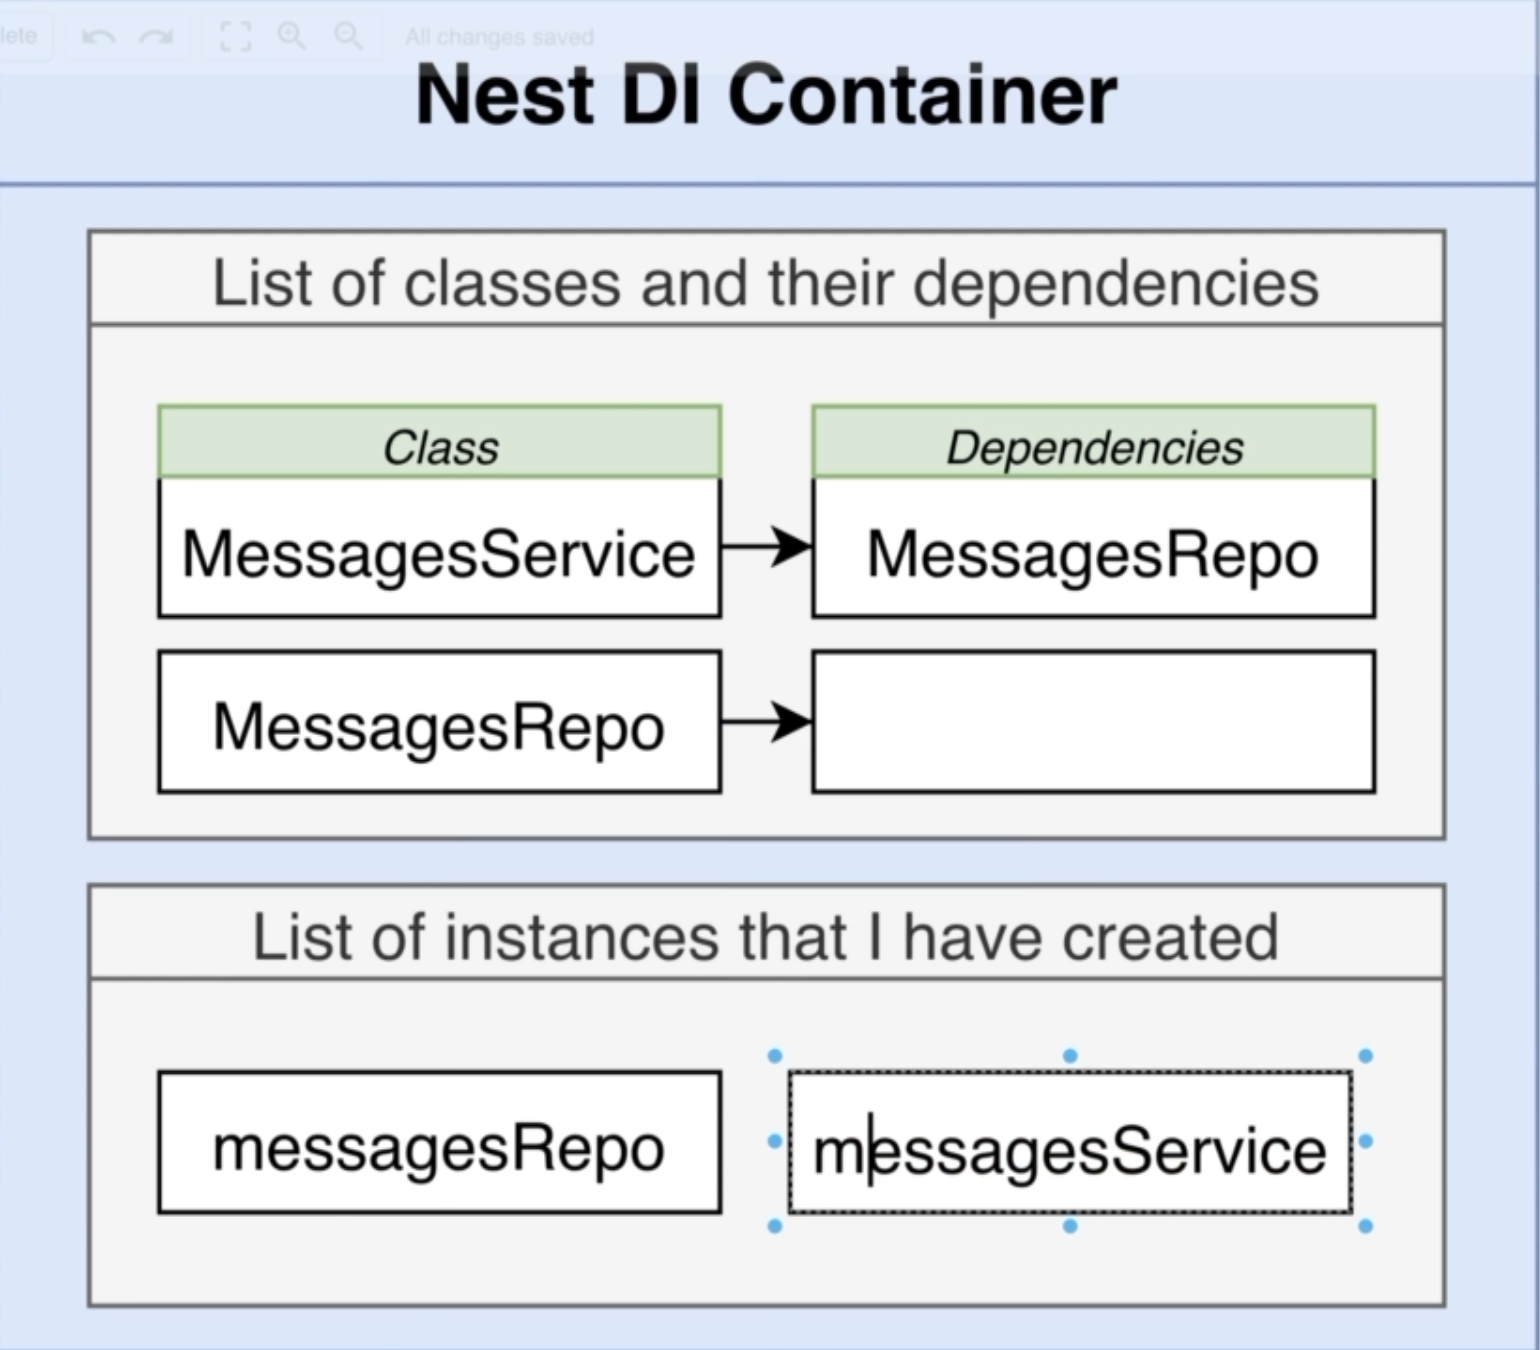 lete
All changes saved
Nest DI Container
List of classes and their dependencies
Class
Dependencies
MessagesService
MessagesRepo
MessagesRepo
List of instances that I have created
messagesRepo
messagesService